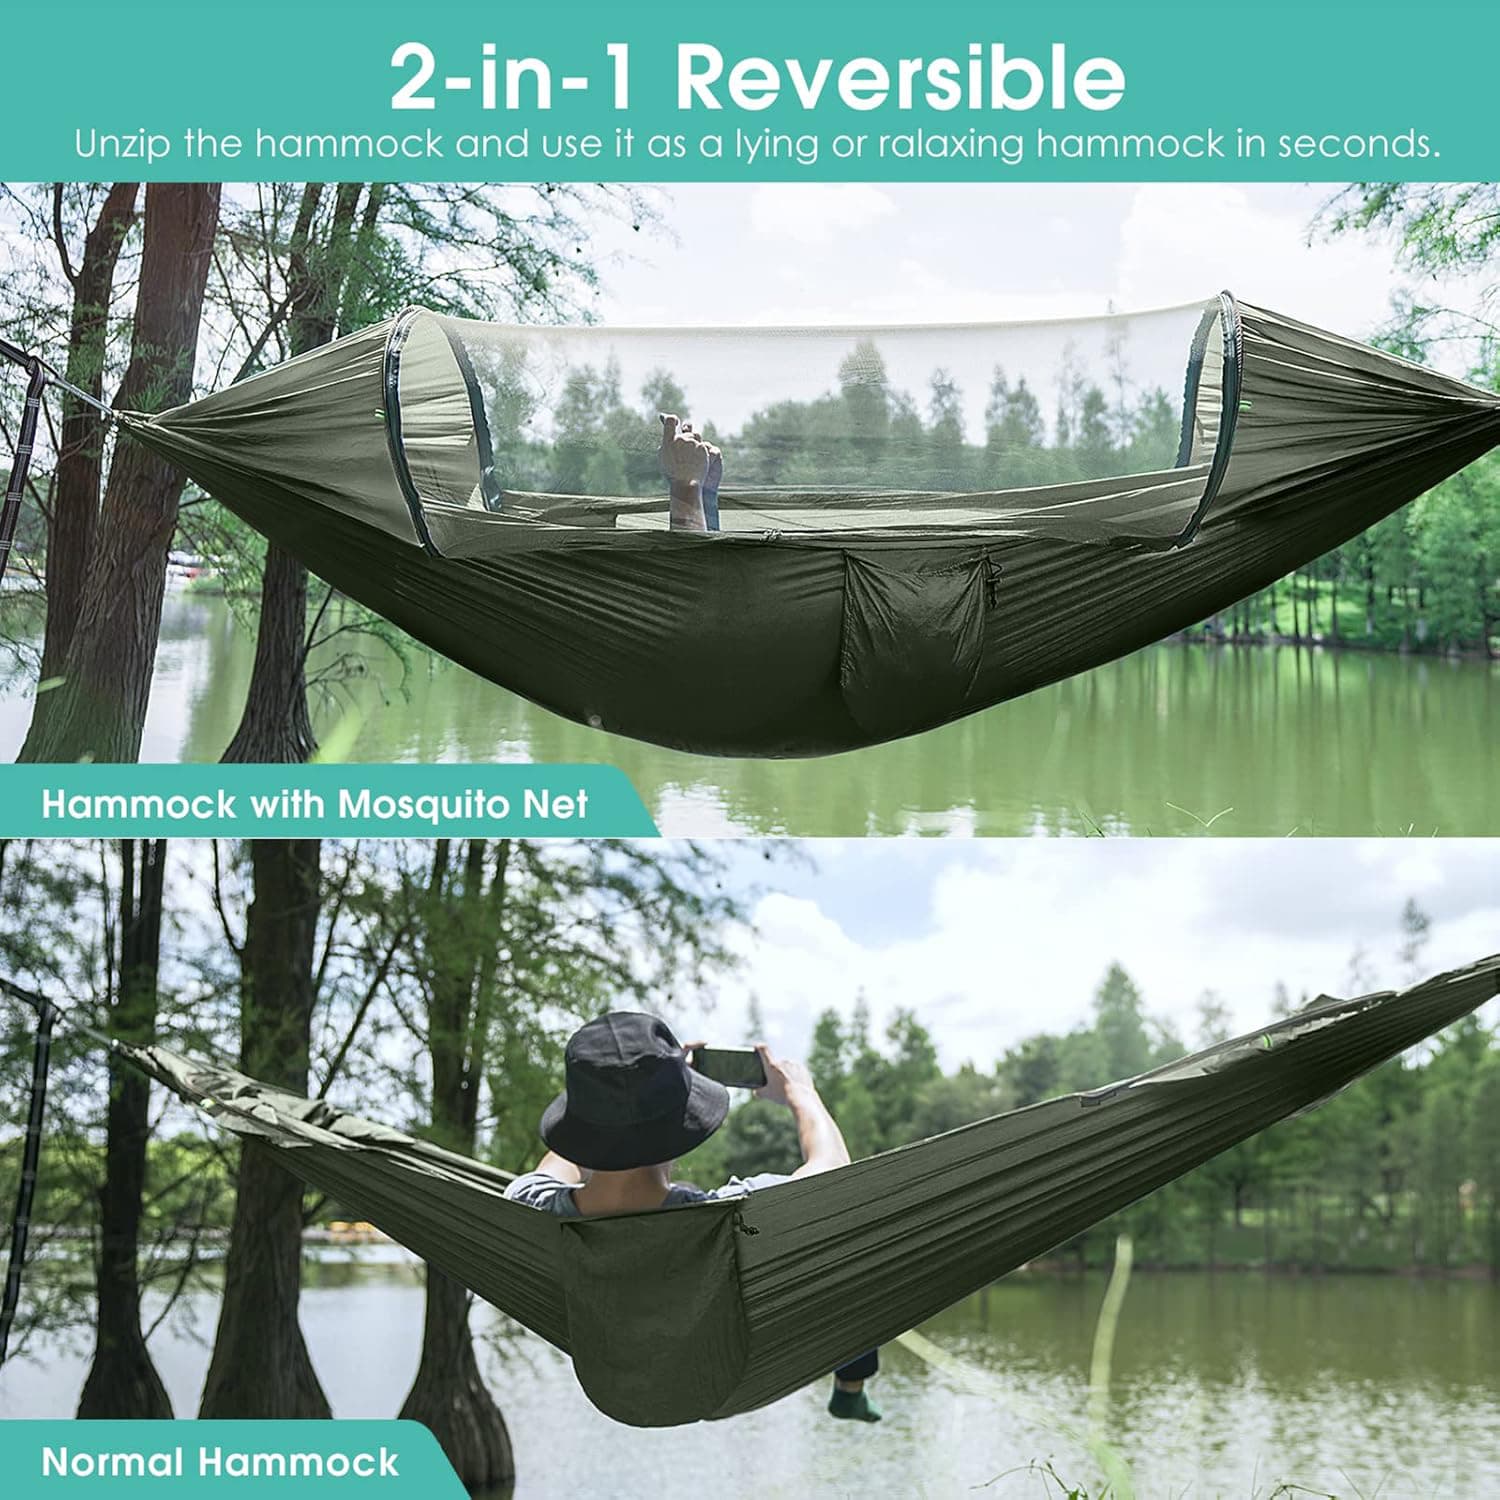 2-in-1 Reversible
Unzip the hammock and use it as a lying or ralaxing hammock in seconds.
Hammock with Mosquito Net
Normal Hammock